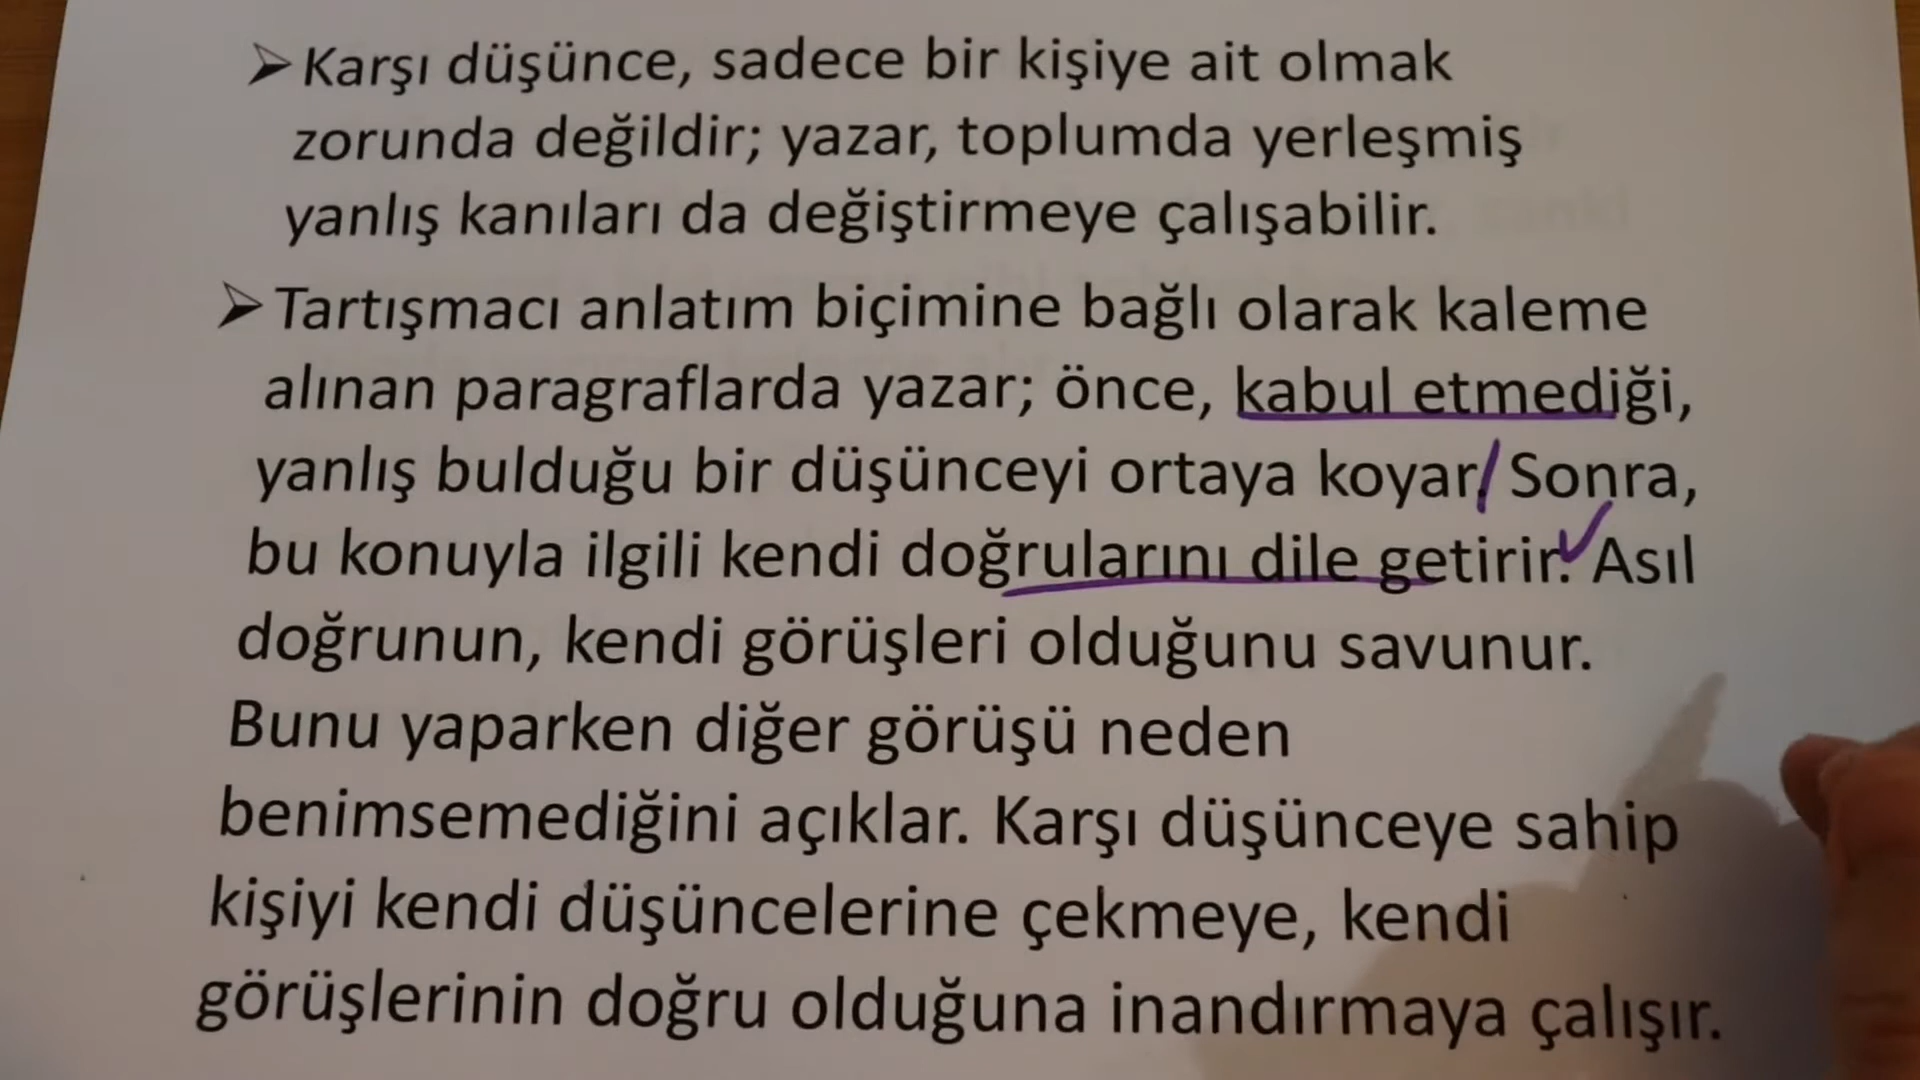 ➢ Karşı düşünce, sadece bir kişiye ait olmak
zorunda değildir; yazar, toplumda yerleşmiş
yanlış kanıları da değiştirmeye çalışabilir.
➢ Tartışmacı anlatım biçimine bağlı olarak kaleme
alınan paragraflarda yazar; önce, kabul etmediği,
yanlış bulduğu bir düşünceyi ortaya koyar. Sonra,
bu konuyla ilgili kendi doğrularını dile getirir. Asıl
doğrunun, kendi görüşleri olduğunu savunur.
Bunu yaparken diğer görüşü neden
benimsemediğini açıklar. Karşı düşünceye sahip
kişiyi kendi düşüncelerine çekmeye, kendi
görüşlerinin doğru olduğuna inandırmaya çalışır.